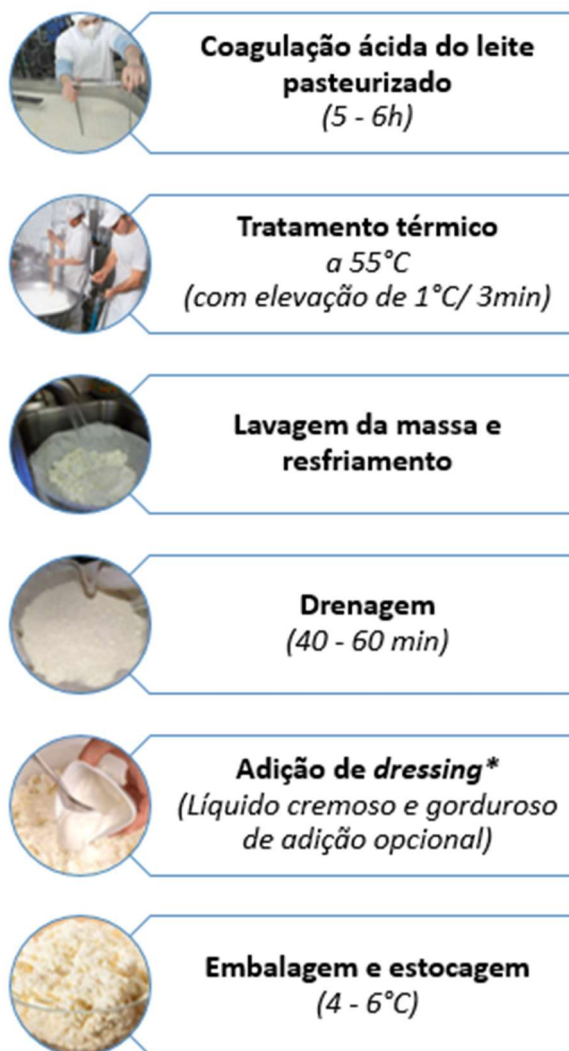 Coagulação ácida do leite
pasteurizado
(5 - 6h)
Tratamento térmico
a 55°C
(com elevação de 1°C/ 3min)
Lavagem da massa e
resfriamento
Drenagem
(40 - 60 min)
Adição de dressing*
(Líquido cremoso e gorduroso
de adição opcional)
Embalagem e estocagem
(4 - 6°C)